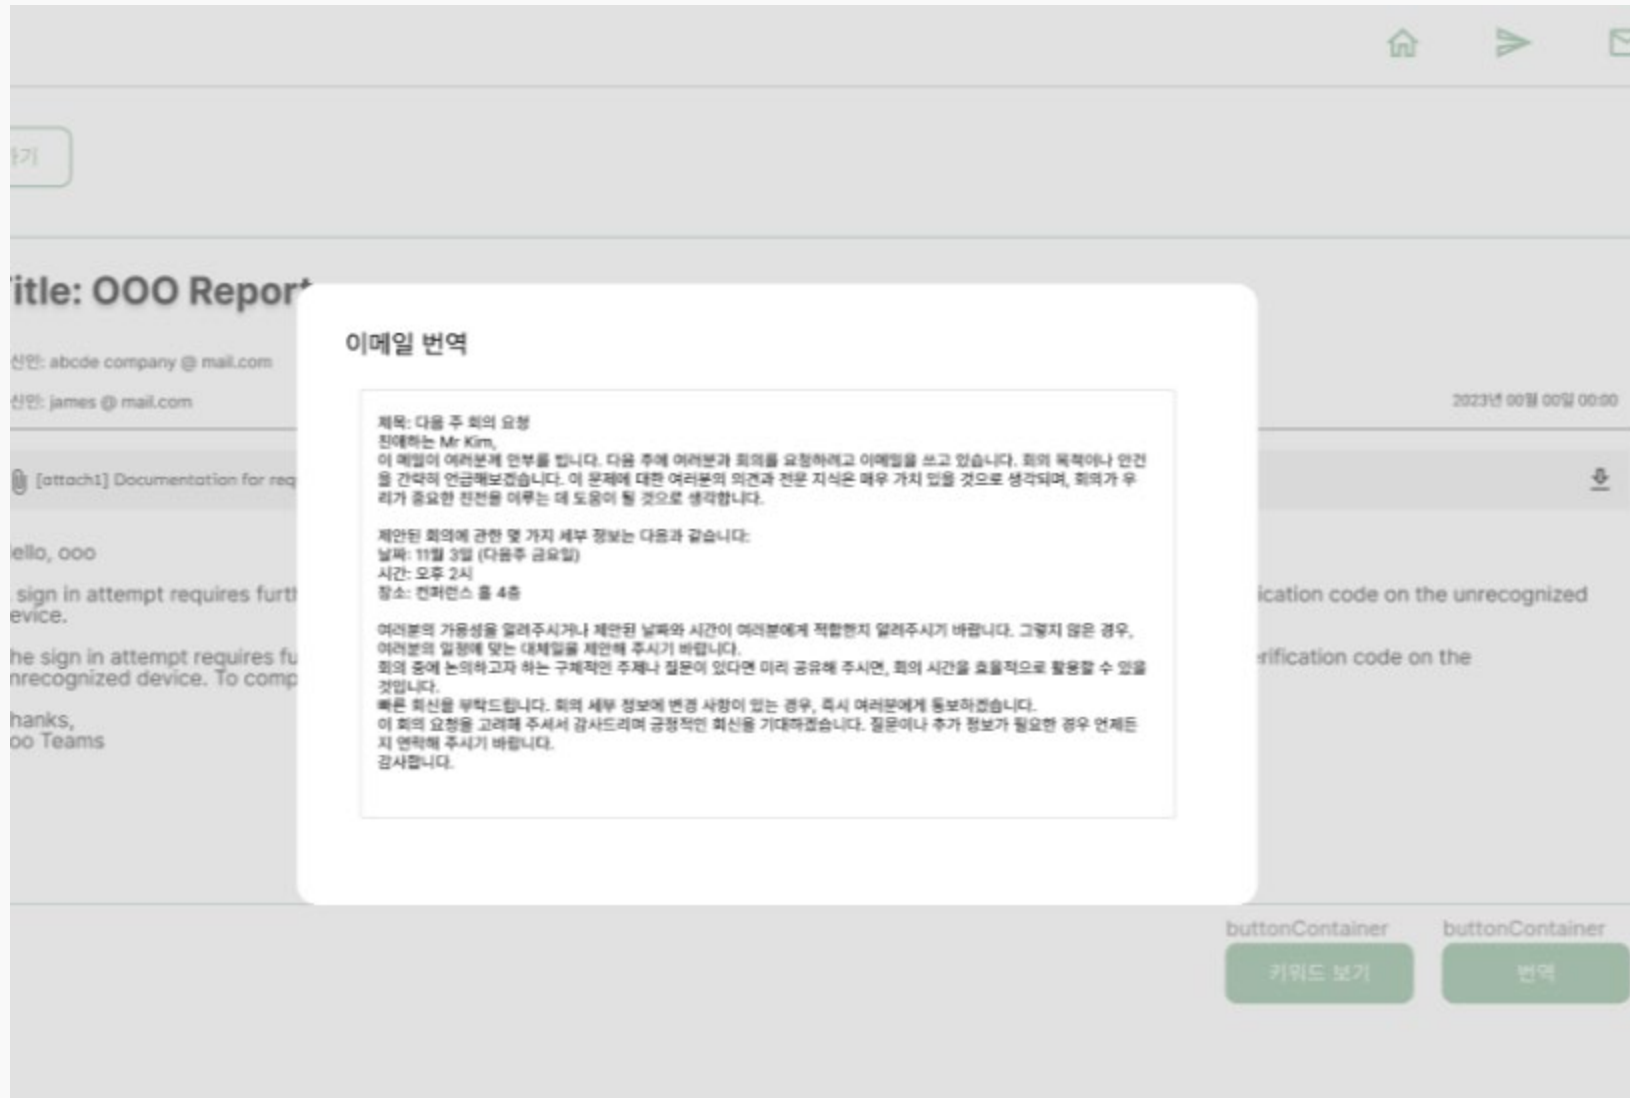 가기
Title: OOO Report
신인: abcde company @ mail.com
신인: james @ mail.com
2023년 00월 00일 00:00
[attach1] Documentation for req
ello, ooo
sign in attempt requires furth
ication code on the unrecognized
evice.
he sign in attempt requires fu
rification code on the
nrecognized device. To comp
hanks,
oo Teams
이메일 번역
제목: 다음 주 회의 요청
친애하는 Mr Kim,
이 메일이 여러분께 안부를 빕니다. 다음 주에 여러분과 회의를 요청하려고 이메일을 쓰고 있습니다. 회의 목적이나 안건
을 간략히 언급해보겠습니다. 이 문제에 대한 여러분의 의견과 전문 지식은 매우 가치 있을 것으로 생각되며, 회의가 우
리가 중요한 진전을 이루는 데 도움이 될 것으로 생각합니다.
제안된 회의에 관한 몇 가지 세부 정보는 다음과 같습니다:
날짜: 11월 3일 (다음주 금요일)
시간: 오후 2시
장소: 컨퍼런스 홀 4층
여러분의 가용성을 알려주시거나 제안된 날짜와 시간이 여러분에게 적합한지 알려주시기 바랍니다. 그렇지 않은 경우,
여러분의 일정에 맞는 대체일을 제안해 주시기 바랍니다.
회의 중에 논의하고자 하는 구체적인 주제나 질문이 있다면 미리 공유해 주시면, 회의 시간을 효율적으로 활용할 수 있을
것입니다.
빠른 회신을 부탁드립니다. 회의 세부 정보에 변경 사항이 있는 경우, 즉시 여러분에게 통보하겠습니다.
이 회의 요청을 고려해 주셔서 감사드리며 긍정적인 회신을 기대하겠습니다. 질문이나 추가 정보가 필요한 경우 언제든
지 연락해 주시기 바랍니다.
감사합니다.
buttonContainer
buttonContainer
키워드 보기
번역